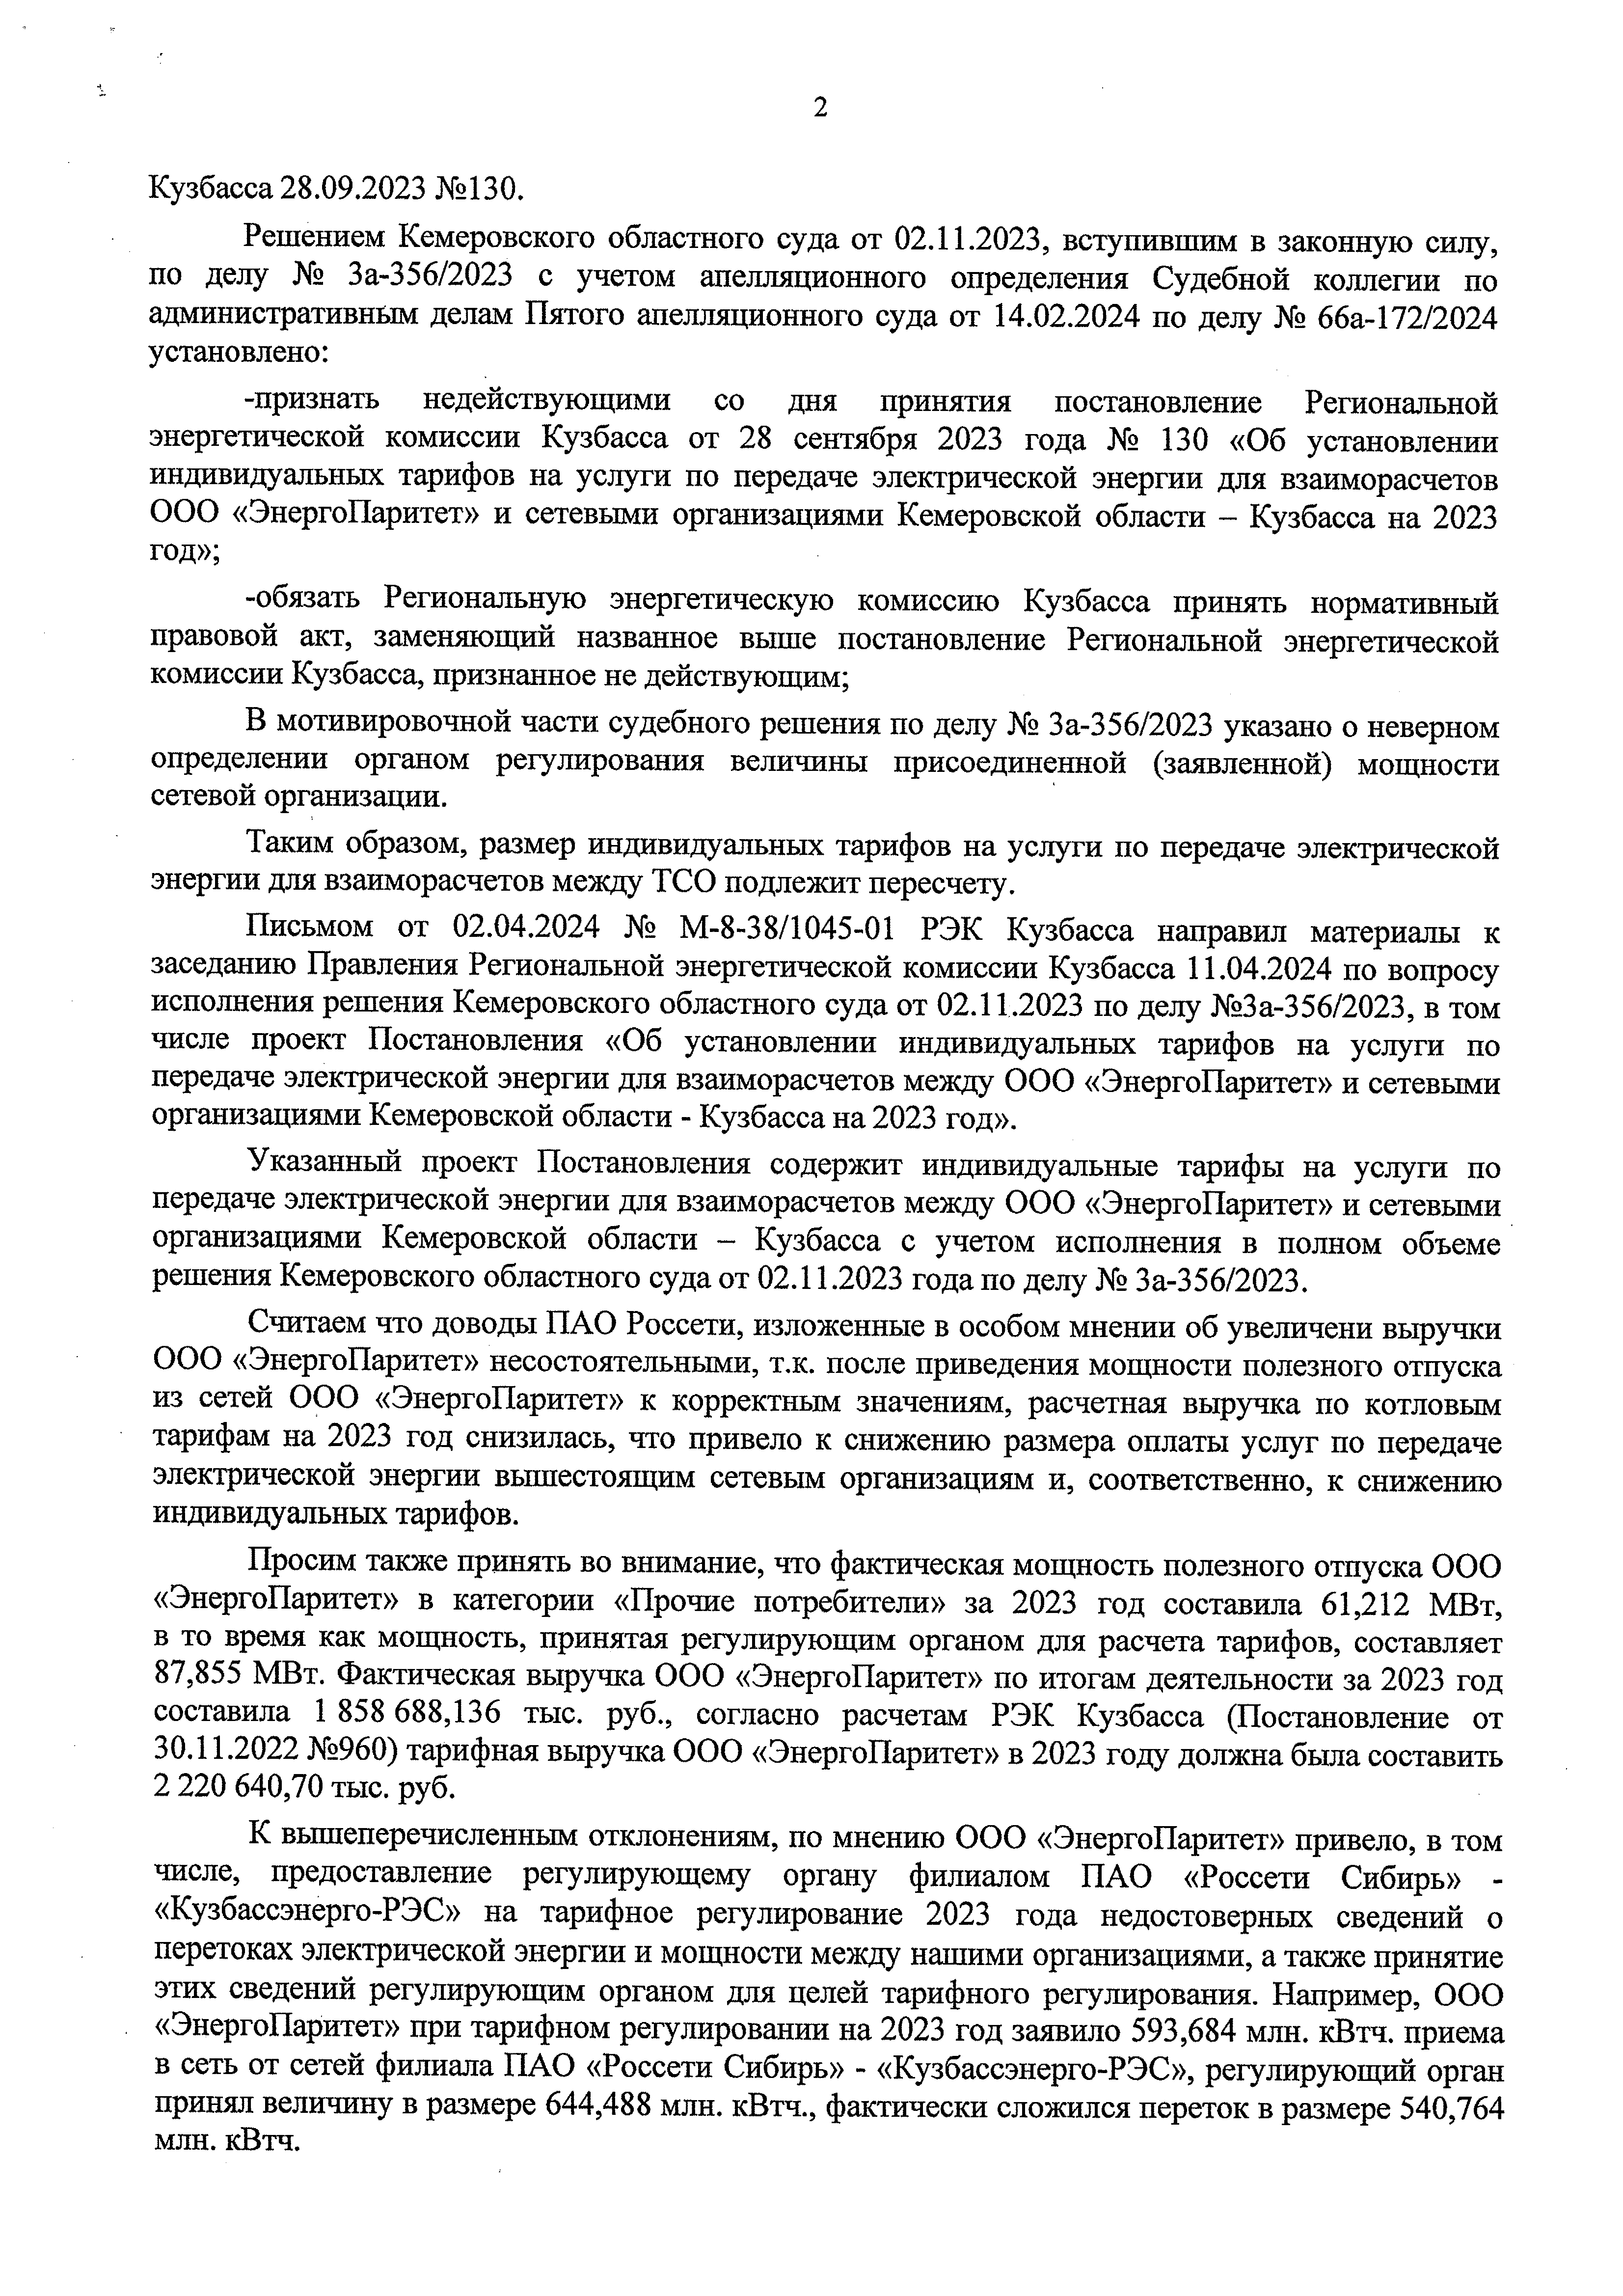 2
Кузбасса 28.09.2023 №130.
Решением Кемеровского областного суда от 02.11.2023, вступившим в законную силу,
по делу № 3а-356/2023 с учетом апелляционного определения Судебной коллегии по
административным делам Пятого апелляционного суда от 14.02.2024 по делу № 66а-172/2024
установлено:
-признать недействующими со дня принятия постановление Региональной
энергетической комиссии Кузбасса от 28 сентября 2023 года № 130 «Об установлении
индивидуальных тарифов на услуги по передаче электрической энергии для взаиморасчетов
ООО «ЭнергоПаритет» и сетевыми организациями Кемеровской области – Кузбасса на 2023
год»;
-обязать Региональную энергетическую комиссию Кузбасса принять нормативный
правовой акт, заменяющий названное выше постановление Региональной энергетической
комиссии Кузбасса, признанное не действующим;
В мотивировочной части судебного решения по делу № 3а-356/2023 указано о неверном
определении органом регулирования величины присоединенной (заявленной) мощности
сетевой организации.
Таким образом, размер индивидуальных тарифов на услуги по передаче электрической
энергии для взаиморасчетов между ТСО подлежит пересчету.
Письмом от 02.04.2024 № М-8-38/1045-01 РЭК Кузбасса направил материалы к
заседанию Правления Региональной энергетической комиссии Кузбасса 11.04.2024 по вопросу
исполнения решения Кемеровского областного суда от 02.11.2023 по делу №3а-356/2023, в том
числе проект Постановления «Об установлении индивидуальных тарифов на услуги по
передаче электрической энергии для взаиморасчетов между ООО «ЭнергоПаритет» и сетевыми
организациями Кемеровской области - Кузбасса на 2023 год».
Указанный проект Постановления содержит индивидуальные тарифы на услуги по
передаче электрической энергии для взаиморасчетов между ООО «ЭнергоПаритет» и сетевыми
организациями Кемеровской области – Кузбасса с учетом исполнения в полном объеме
решения Кемеровского областного суда от 02.11.2023 года по делу № 3а-356/2023.
Считаем что доводы ПАО Россети, изложенные в особом мнении об увеличени выручки
ООО «ЭнергоПаритет» несостоятельными, т.к. после приведения мощности полезного отпуска
из сетей ООО «ЭнергоПаритет» к корректным значениям, расчетная выручка по котловым
тарифам на 2023 год снизилась, что привело к снижению размера оплаты услуг по передаче
электрической энергии вышестоящим сетевым организациям и, соответственно, к снижению
индивидуальных тарифов.
Просим также принять во внимание, что фактическая мощность полезного отпуска ООО
«ЭнергоПаритет» в категории «Прочие потребители» за 2023 год составила 61,212 МВт,
в то время как мощность, принятая регулирующим органом для расчета тарифов, составляет
87,855 МВт. Фактическая выручка ООО «ЭнергоПаритет» по итогам деятельности за 2023 год
составила 1 858 688,136 тыс. руб., согласно расчетам РЭК Кузбасса (Постановление от
30.11.2022 №960) тарифная выручка ООО «ЭнергоПаритет» в 2023 году должна была составить
2 220 640,70 тыс. руб.
К вышеперечисленным отклонениям, по мнению ООО «ЭнергоПаритет» привело, в том
числе, предоставление регулирующему органу филиалом ПАО «Россети Сибирь» -
«Кузбассэнерго-РЭС» на тарифное регулирование 2023 года недостоверных сведений о
перетоках электрической энергии и мощности между нашими организациями, а также принятие
этих сведений регулирующим органом для целей тарифного регулирования. Например, ООО
«ЭнергоПаритет» при тарифном регулировании на 2023 год заявило 593,684 млн. кВтч. приема
в сеть от сетей филиала ПАО «Россети Сибирь» - «Кузбассэнерго-РЭС», регулирующий орган
принял величину в размере 644,488 млн. кВтч., фактически сложился переток в размере 540,764
млн. кВтч.